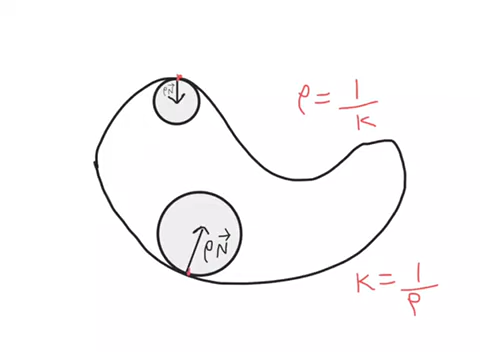 ρN⃗
ρ = 1/K
ρN⃗
K = 1/ρ